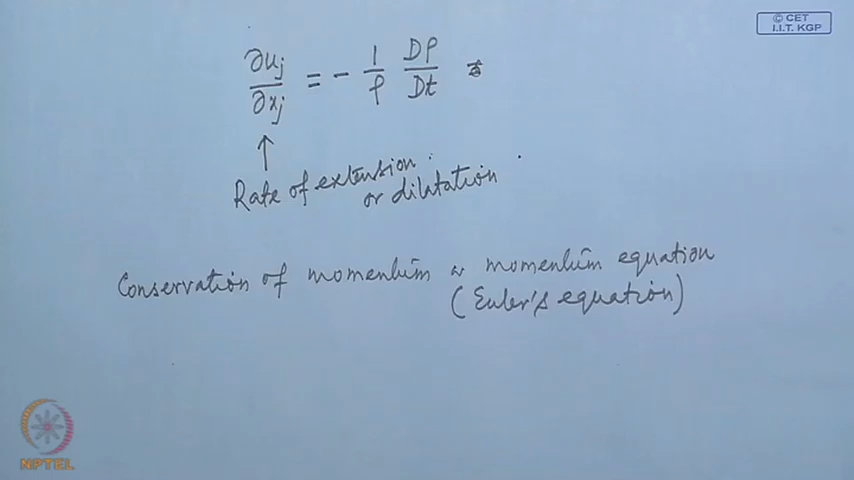 © CET
I.I.T. KGP
∂uj/∂xj = - 1/ρ Dρ/Dt
↑
Rate of extension
or dilatation
Conservation of momentum or momentum equation
(Euler's equation)
NPTEL